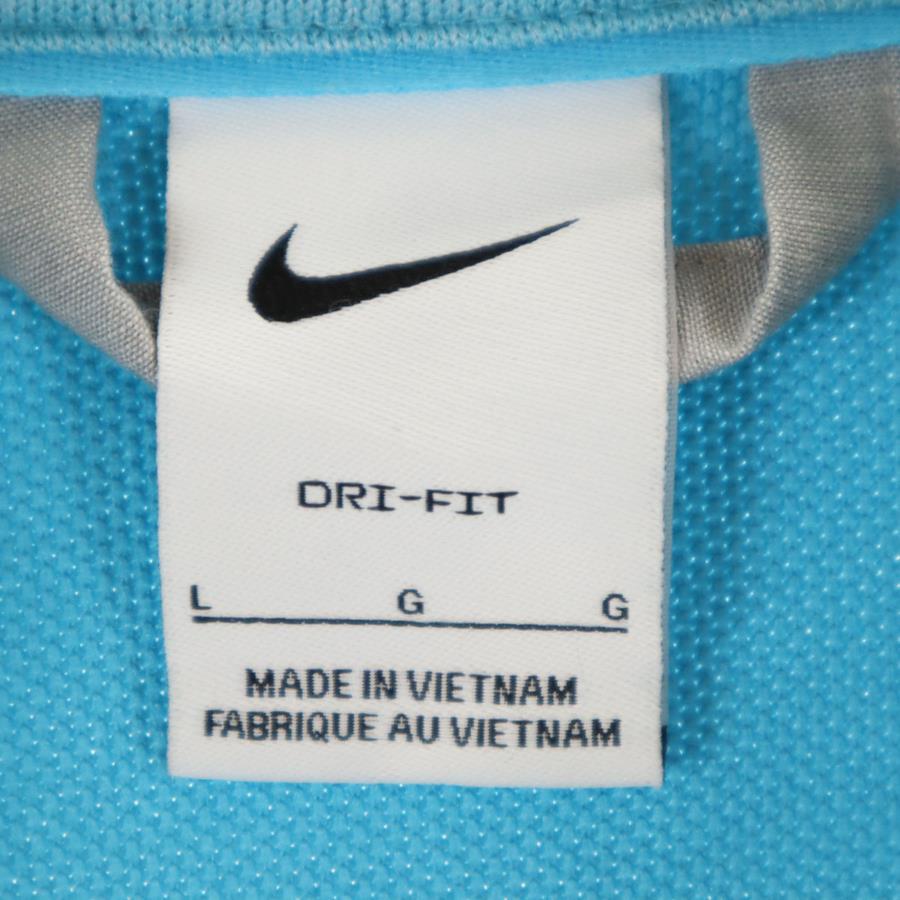 DRI-FIT
L G G
MADE IN VIETNAM
FABRIQUE AU VIETNAM